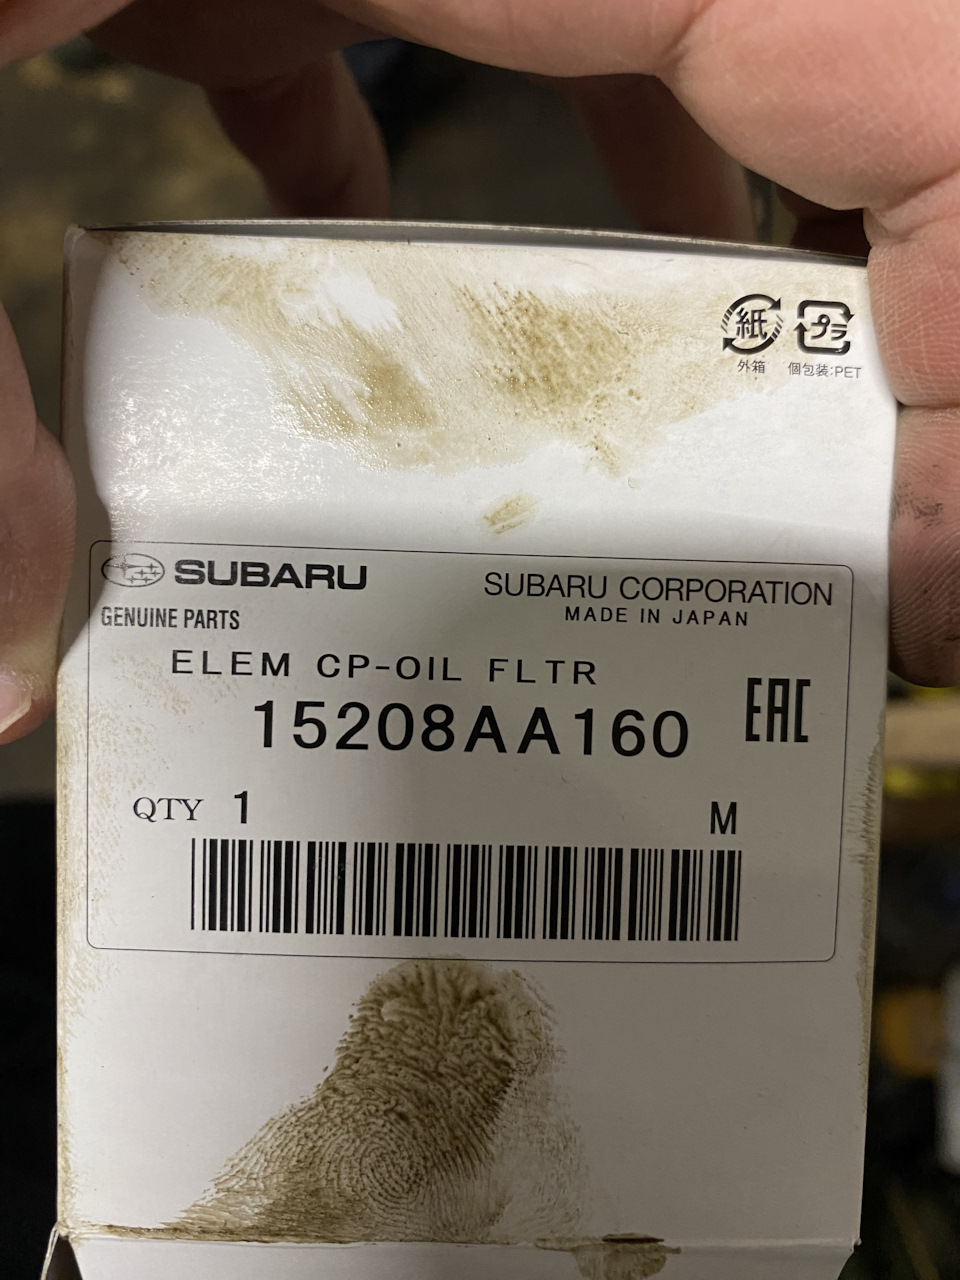 紙
プラ
外箱
個包装:PET
SUBARU
SUBARU CORPORATION
GENUINE PARTS
MADE IN JAPAN
ELEM CP-OIL FLTR
15208AA160
EAC
QTY 1
M